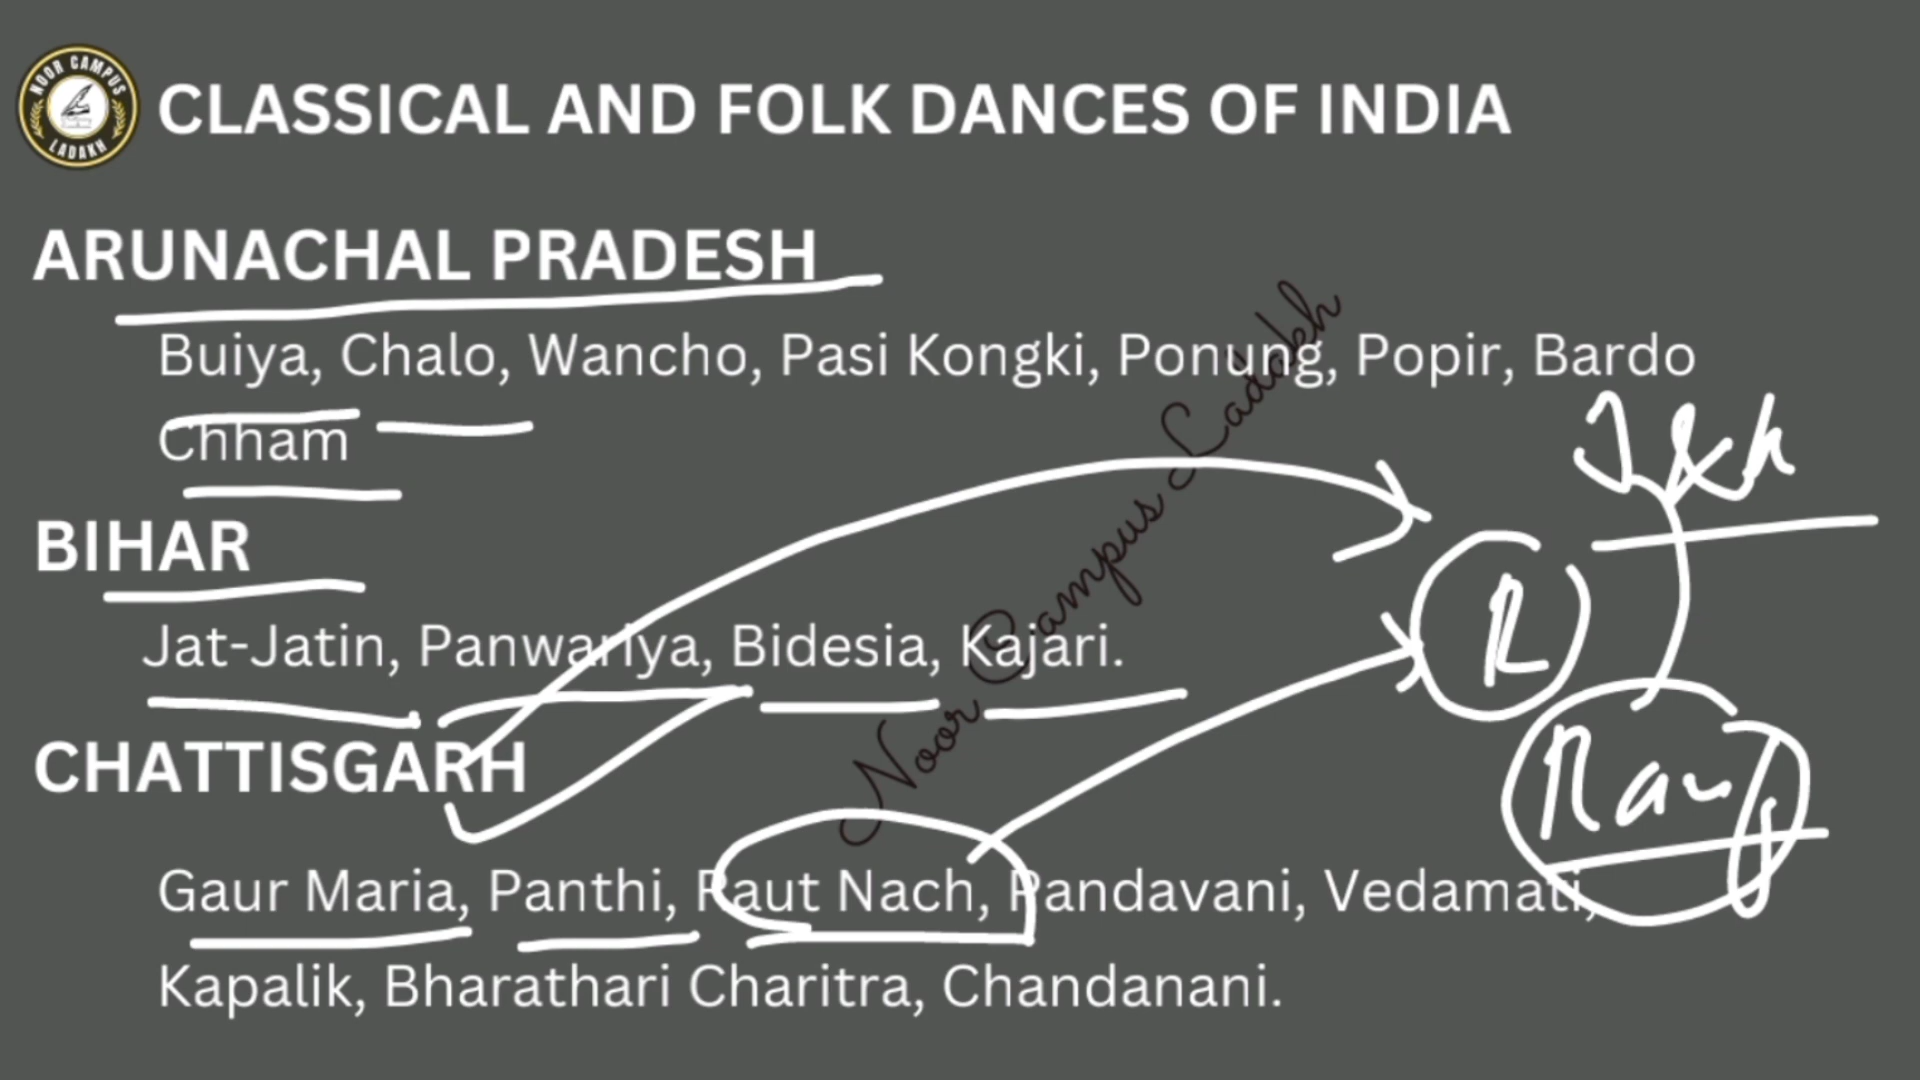 NOOR CAMPUS
LADAKH
CLASSICAL AND FOLK DANCES OF INDIA
ARUNACHAL PRADESH
Buiya, Chalo, Wancho, Pasi Kongki, Ponung, Popir, Bardo
Chham
J&k
BIHAR
R
Jat-Jatin, Panwariya, Bidesia, Kajari.
Noor Campus Ladakh
CHATTISGARH
Gaur Maria, Panthi, Raut Nach, Pandavani, Vedamati,
Kapalik, Bharathari Charitra, Chandanani.